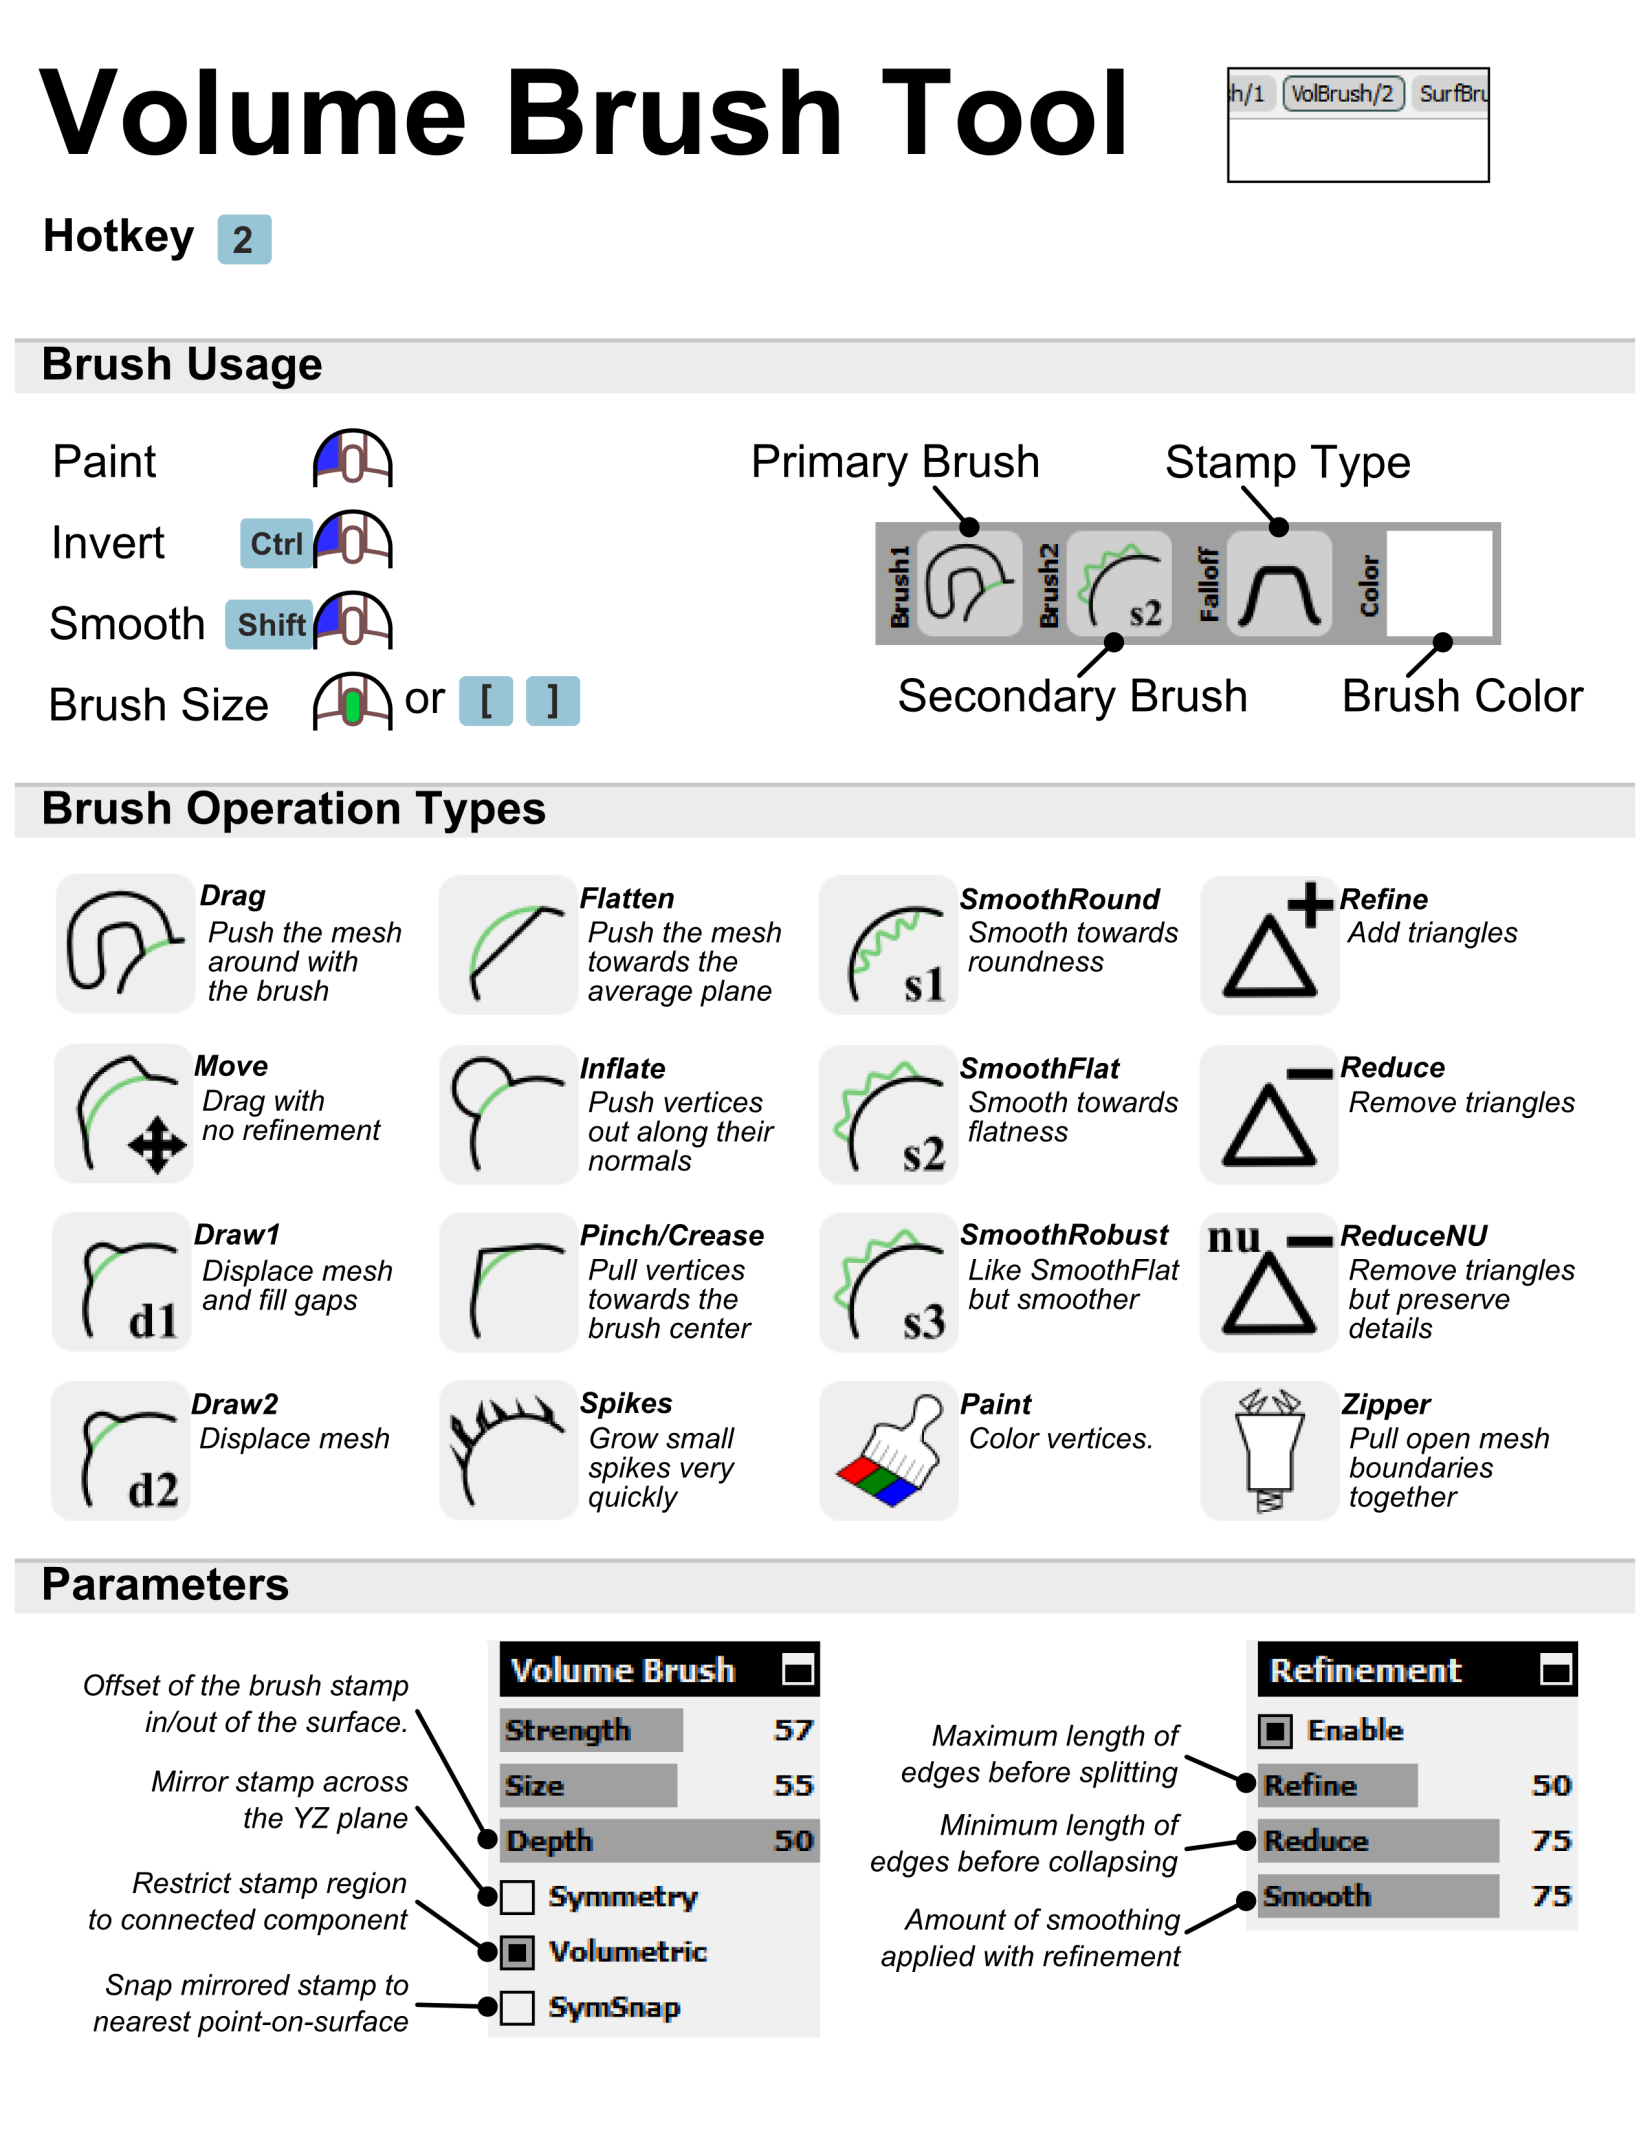 Volume Brush Tool
h/1 VolBrush/2 SurfBru
Hotkey 2
Brush Usage
Paint
Invert Ctrl
Smooth Shift
Brush Size or [ ]
Primary Brush
Stamp Type
Brush1
Brush2
s2
Falloff
Color
Secondary Brush
Brush Color
Brush Operation Types
Drag
Push the mesh
around with
the brush
Flatten
Push the mesh
towards the
average plane
s1
SmoothRound
Smooth towards
roundness
Refine
Add triangles
Move
Drag with
no refinement
Inflate
Push vertices
out along their
normals
s2
SmoothFlat
Smooth towards
flatness
Reduce
Remove triangles
d1
Draw1
Displace mesh
and fill gaps
Pinch/Crease
Pull vertices
towards the
brush center
s3
SmoothRobust
Like SmoothFlat
but smoother
nu
ReduceNU
Remove triangles
but preserve
details
d2
Draw2
Displace mesh
Spikes
Grow small
spikes very
quickly
Paint
Color vertices.
Zipper
Pull open mesh
boundaries
together
Parameters
Offset of the brush stamp
in/out of the surface.
Mirror stamp across
the YZ plane
Restrict stamp region
to connected component
Snap mirrored stamp to
nearest point-on-surface
Volume Brush
Strength 57
Size 55
Depth 50
Symmetry
Volumetric
SymSnap
Maximum length of
edges before splitting
Minimum length of
edges before collapsing
Amount of smoothing
applied with refinement
Refinement
Enable
Refine 50
Reduce 75
Smooth 75